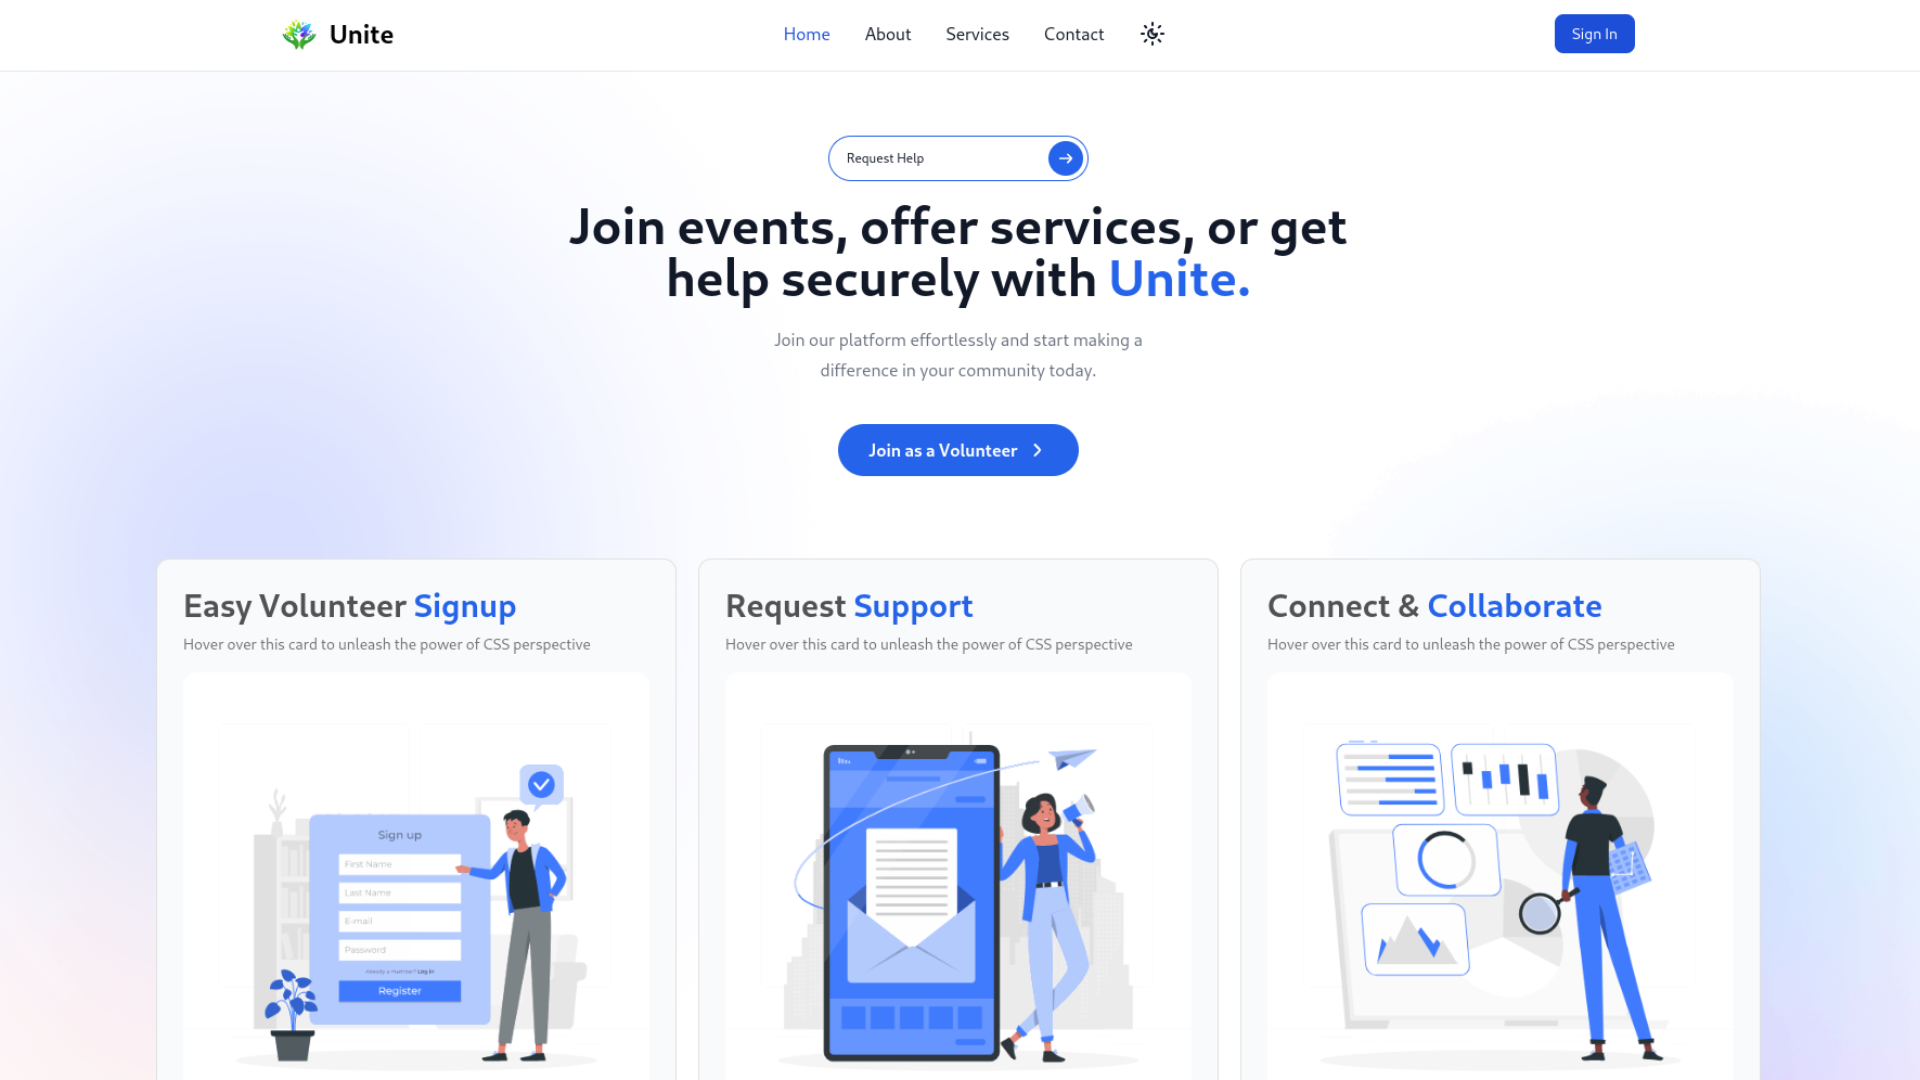 Unite
Home
About
Services
Contact
Sign In
Request Help
Join events, offer services, or get
help securely with Unite.
Join our platform effortlessly and start making a
difference in your community today.
Join as a Volunteer
Easy Volunteer Signup
Hover over this card to unleash the power of CSS perspective
Sign up
First Name
Last Name
E-mail
Password
Already a member? Log in
Register
Request Support
Hover over this card to unleash the power of CSS perspective
Connect & Collaborate
Hover over this card to unleash the power of CSS perspective